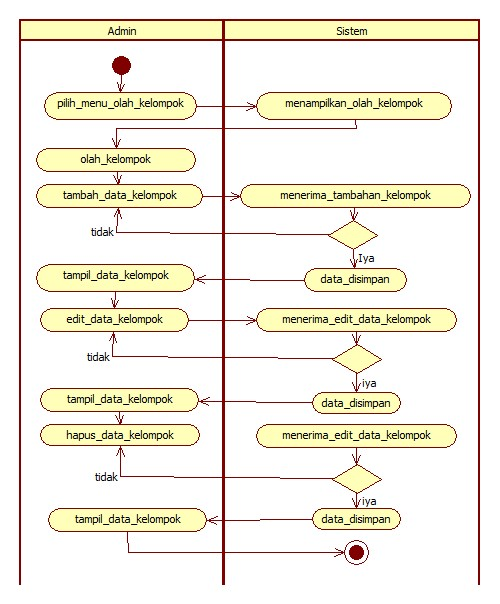 Admin Sistem
pilih_menu_olah_kelompok menampilkan_olah_kelompok
olah_kelompok
tambah_data_kelompok menerima_tambahan_kelompok
tidak
Iya
tampil_data_kelompok data_disimpan
edit_data_kelompok menerima_edit_data_kelompok
tidak
iya
tampil_data_kelompok data_disimpan
hapus_data_kelompok menerima_edit_data_kelompok
tidak
iya
tampil_data_kelompok data_disimpan